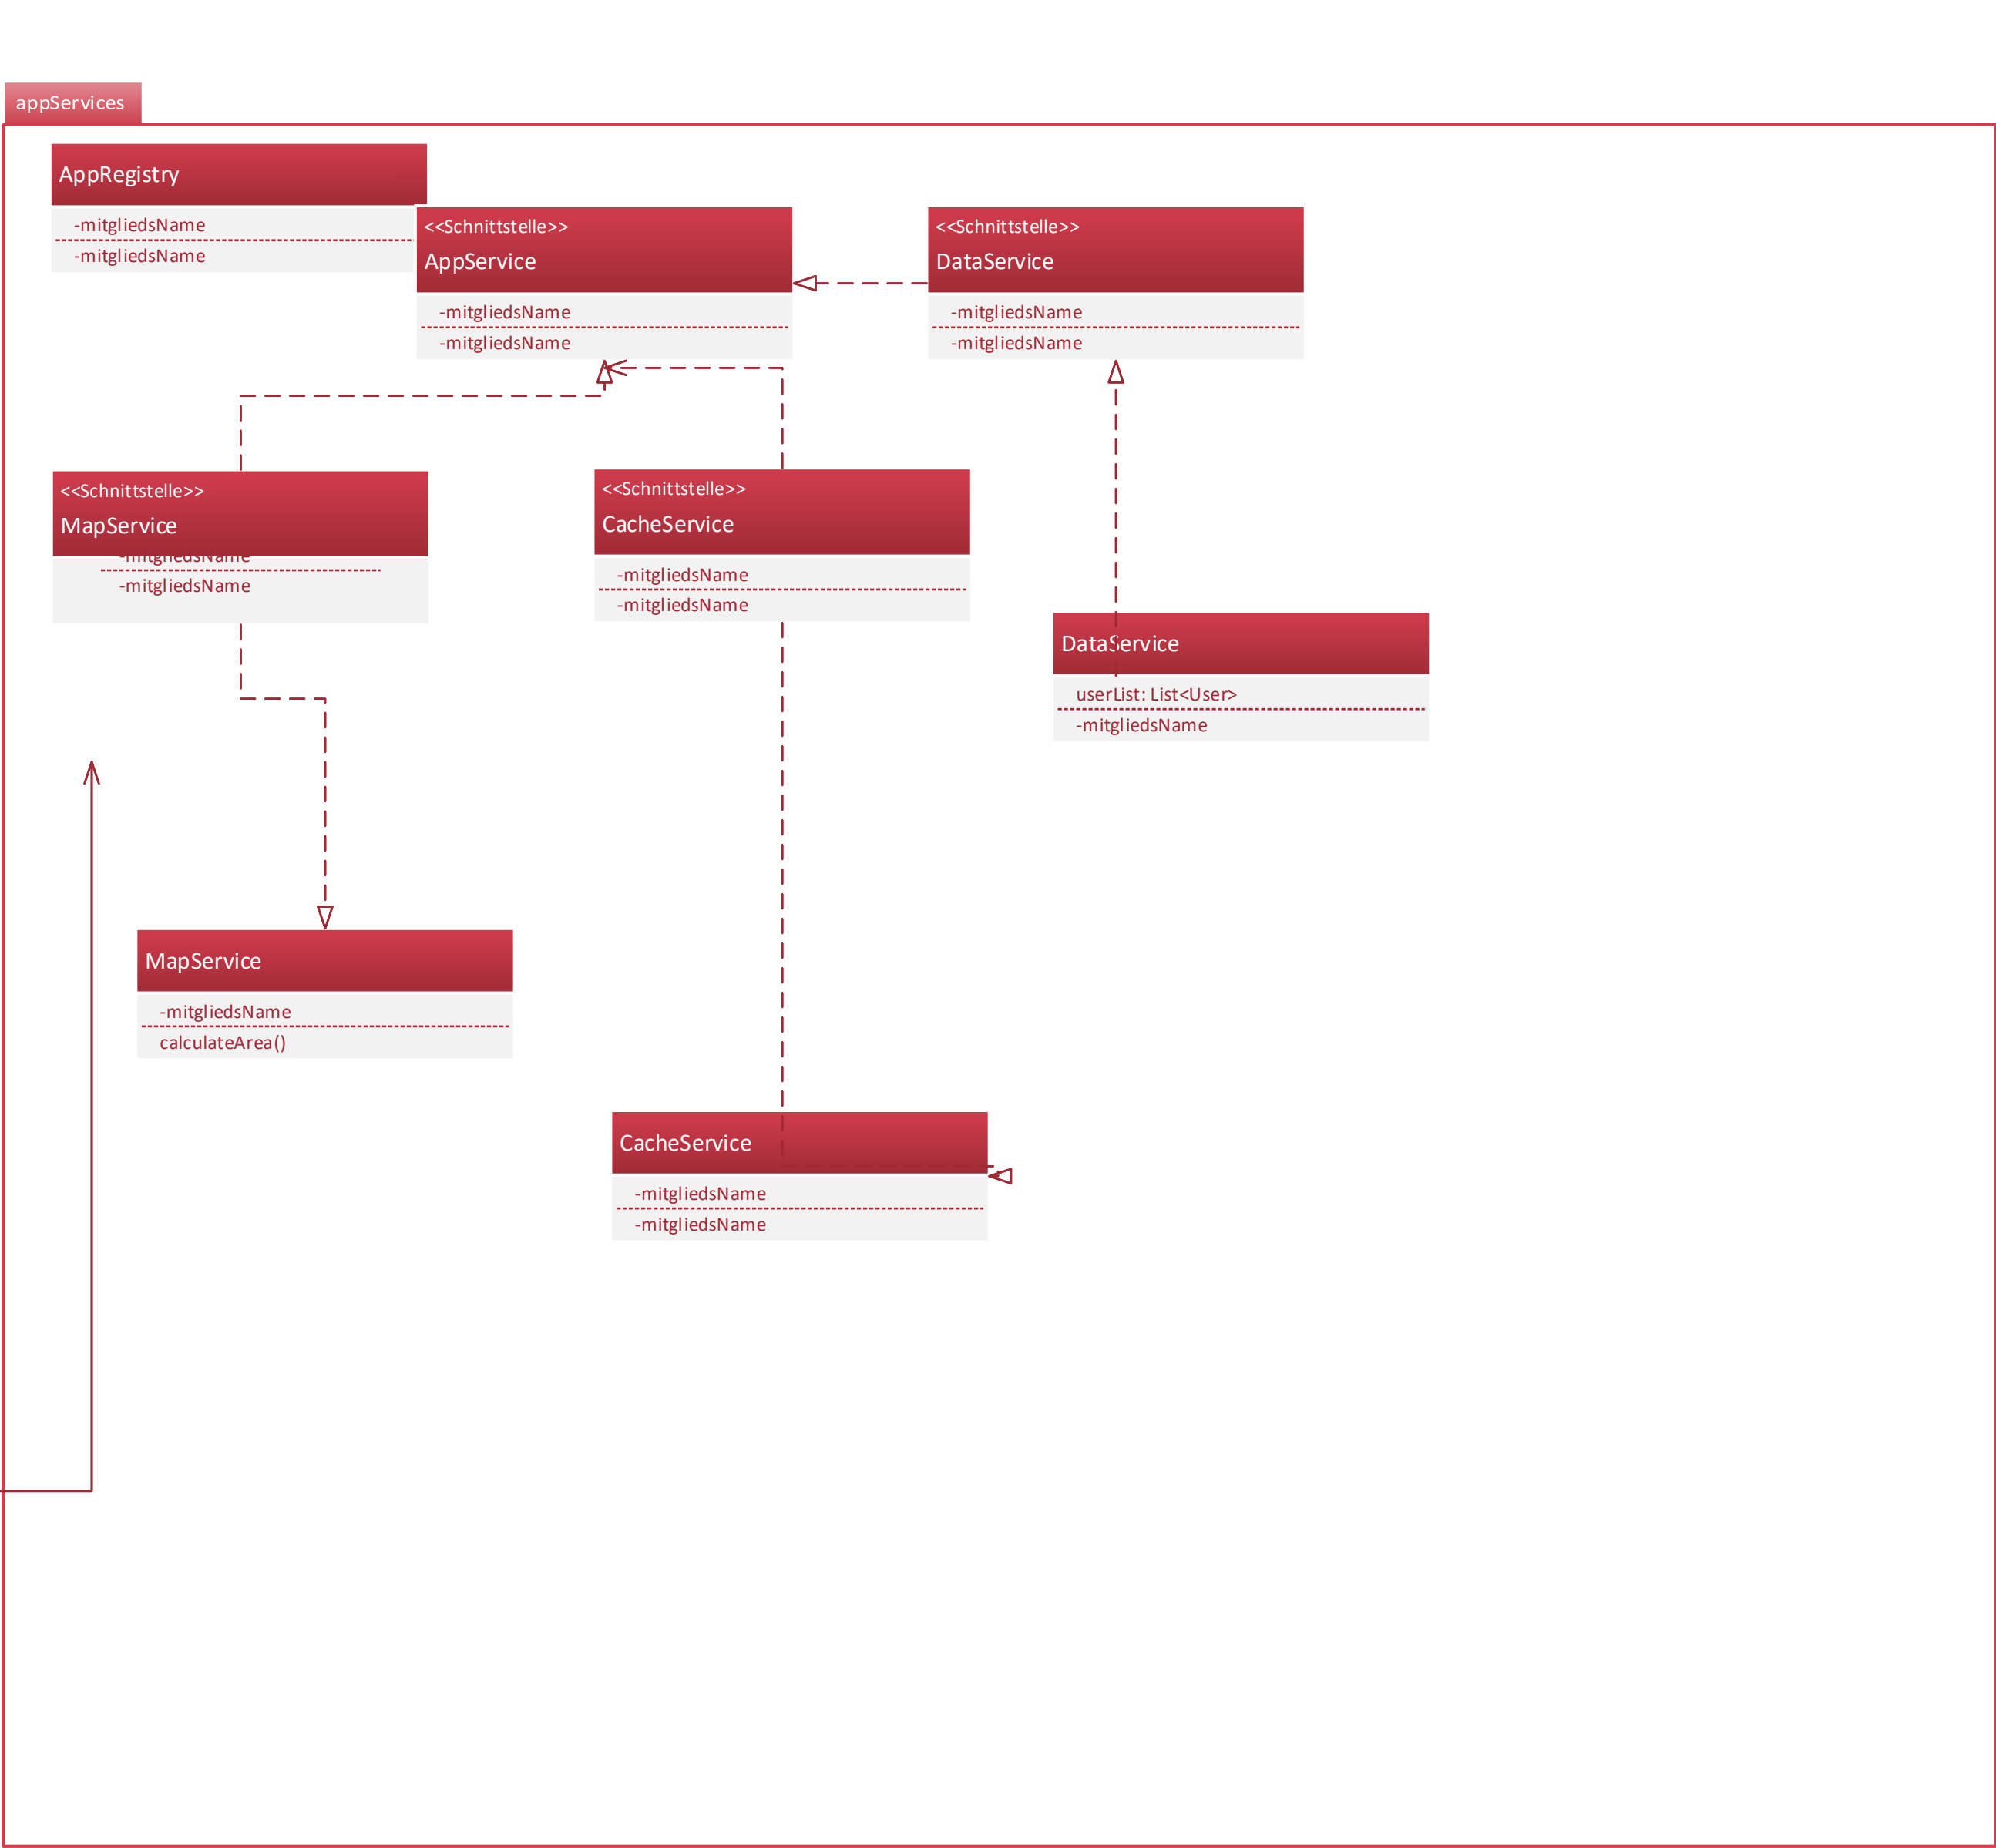 appServices
AppRegistry
-mitgliedsName
-mitgliedsName
<<Schnittstelle>>
AppService
-mitgliedsName
-mitgliedsName
<<Schnittstelle>>
DataService
-mitgliedsName
-mitgliedsName
<<Schnittstelle>>
MapService
-mitgliedsName
-mitgliedsName
<<Schnittstelle>>
CacheService
-mitgliedsName
-mitgliedsName
DataService
userList: List<User>
-mitgliedsName
MapService
-mitgliedsName
calculateArea()
CacheService
-mitgliedsName
-mitgliedsName